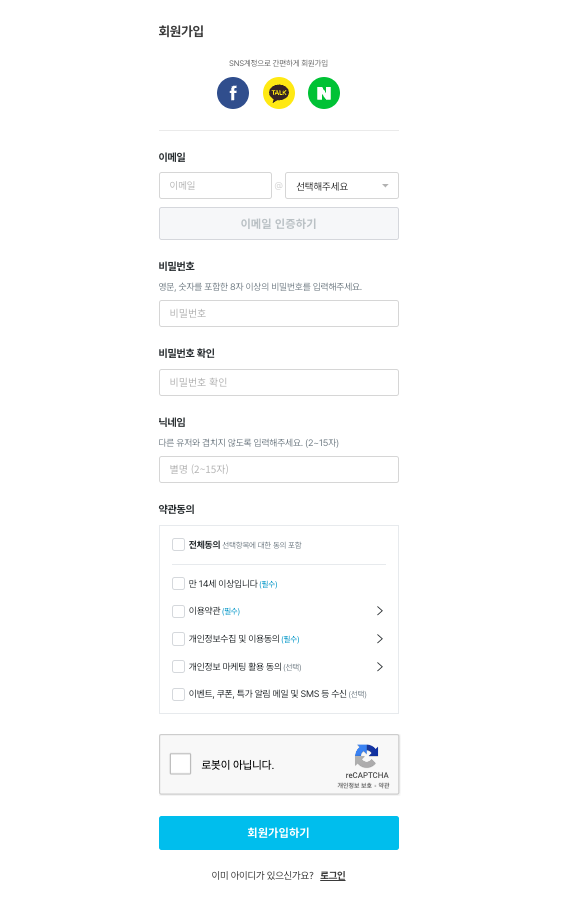 회원가입
SNS계정으로 간편하게 회원가입
f TALK N
이메일
이메일 @ 선택해주세요
이메일 인증하기
비밀번호
영문, 숫자를 포함한 8자 이상의 비밀번호를 입력해주세요.
비밀번호
비밀번호 확인
비밀번호 확인
닉네임
다른 유저와 겹치지 않도록 입력해주세요. (2~15자)
별명 (2~15자)
약관동의
전체동의 선택항목에 대한 동의 포함
만 14세 이상입니다 (필수)
이용약관 (필수)
개인정보수집 및 이용동의 (필수)
개인정보 마케팅 활용 동의 (선택)
이벤트, 쿠폰, 특가 알림 메일 및 SMS 등 수신 (선택)
로봇이 아닙니다.
reCAPTCHA
개인정보 보호 - 약관
회원가입하기
이미 아이디가 있으신가요? 로그인